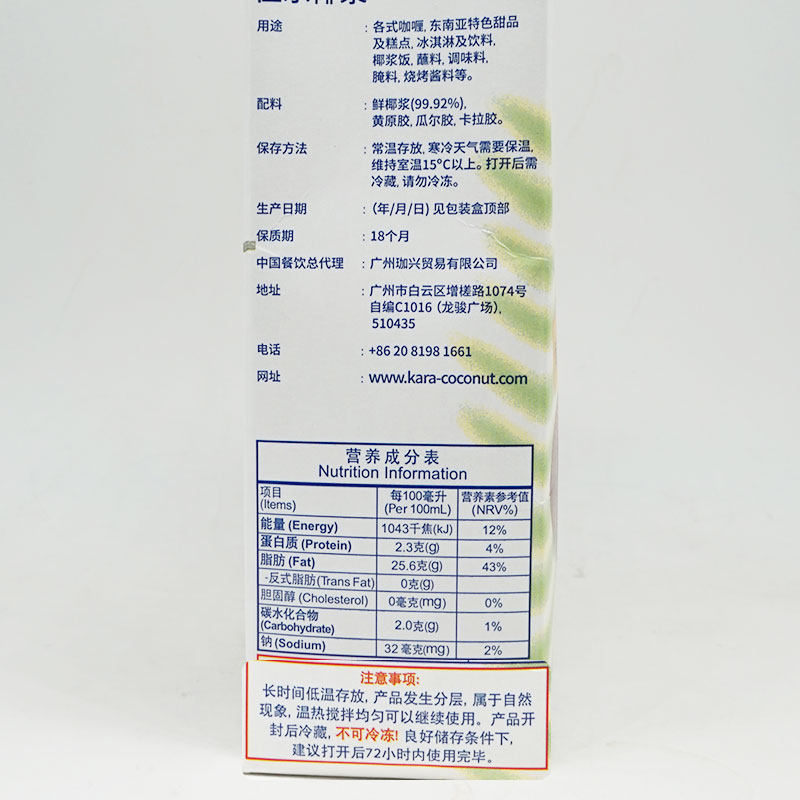 用途 : 各式咖喱, 东南亚特色甜品
及糕点, 冰淇淋及饮料,
椰浆饭, 蘸料, 调味料,
腌料, 烧烤酱料等。
配料 : 鲜椰浆(99.92%),
黄原胶, 瓜尔胶, 卡拉胶。
保存方法 : 常温存放, 寒冷天气需要保温,
维持室温15°C以上。打开后需
冷藏, 请勿冷冻。
生产日期 : (年/月/日) 见包装盒顶部
保质期 : 18个月
中国餐饮总代理 : 广州珈兴贸易有限公司
地址 : 广州市白云区增槎路1074号
自编C1016 (龙骏广场),
510435
电话 : +86 20 8198 1661
网址 : www.kara-coconut.com
营养成分表
Nutrition Information
项目 每100毫升 营养素参考值
(Items) (Per 100mL) (NRV%)
能量 (Energy) 1043千焦(kJ) 12%
蛋白质 (Protein) 2.3克(g) 4%
脂肪 (Fat) 25.6克(g) 43%
-反式脂肪(Trans Fat) 0克(g)
胆固醇 (Cholesterol) 0毫克(mg) 0%
碳水化合物
(Carbohydrate) 2.0克(g) 1%
钠 (Sodium) 32 毫克(mg) 2%
注意事项:
长时间低温存放, 产品发生分层, 属于自然
现象, 温热搅拌均匀可以继续使用。产品开
封后冷藏, 不可冷冻! 良好储存条件下,
建议打开后72小时内使用完毕。